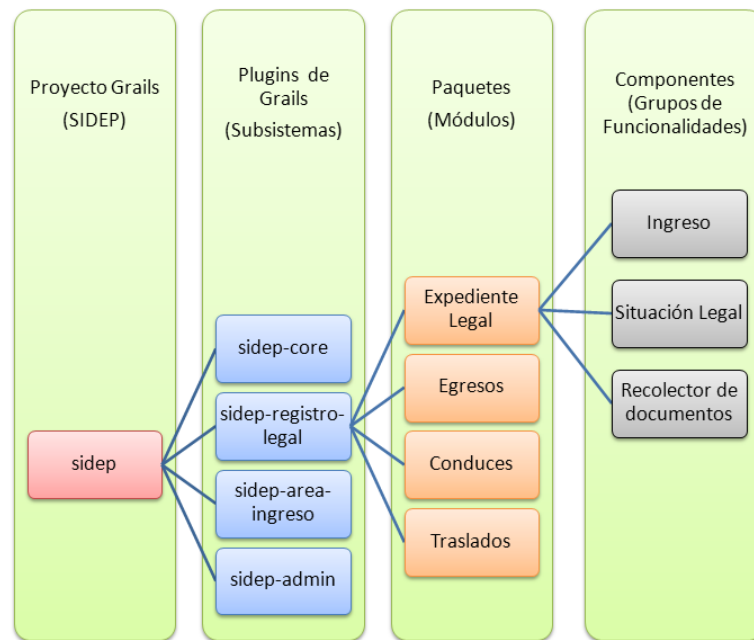 Proyecto Grails
(SIDEP)
sidep
Plugins de
Grails
(Subsistemas)
sidep-core
sidep-registro-
legal
sidep-area-
ingreso
sidep-admin
Paquetes
(Módulos)
Expediente
Legal
Egresos
Conduces
Traslados
Componentes
(Grupos de
Funcionalidades)
Ingreso
Situación Legal
Recolector de
documentos